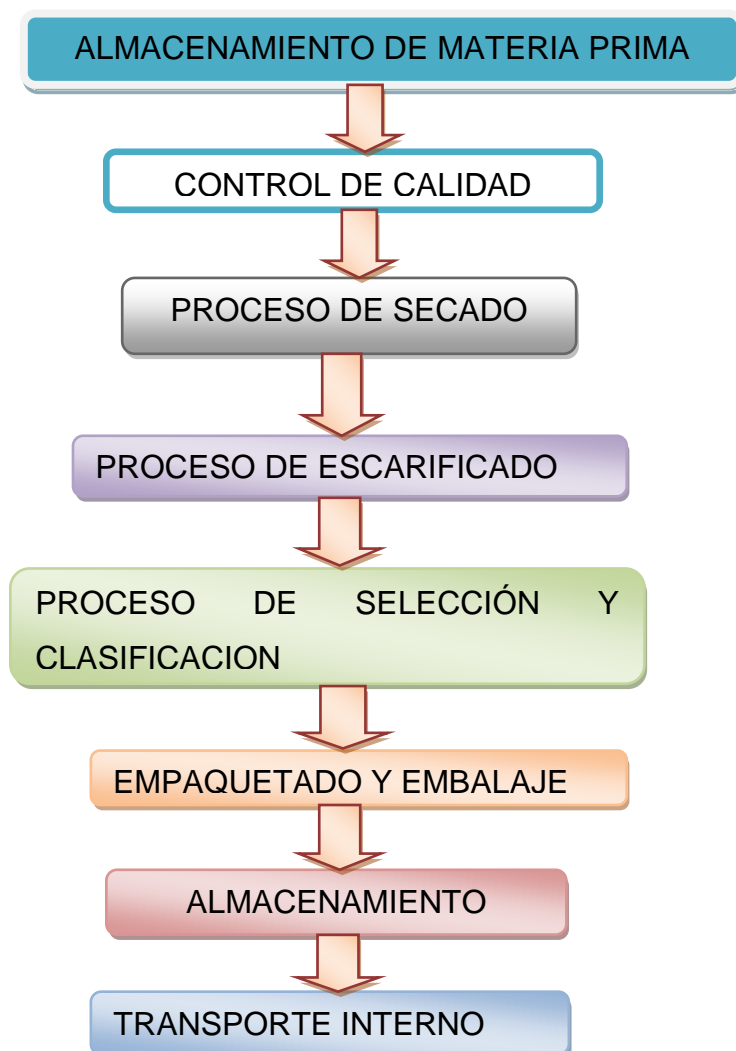 ALMACENAMIENTO DE MATERIA PRIMA
CONTROL DE CALIDAD
PROCESO DE SECADO
PROCESO DE ESCARIFICADO
PROCESO DE SELECCIÓN Y
CLASIFICACION
EMPAQUETADO Y EMBALAJE
ALMACENAMIENTO
TRANSPORTE INTERNO